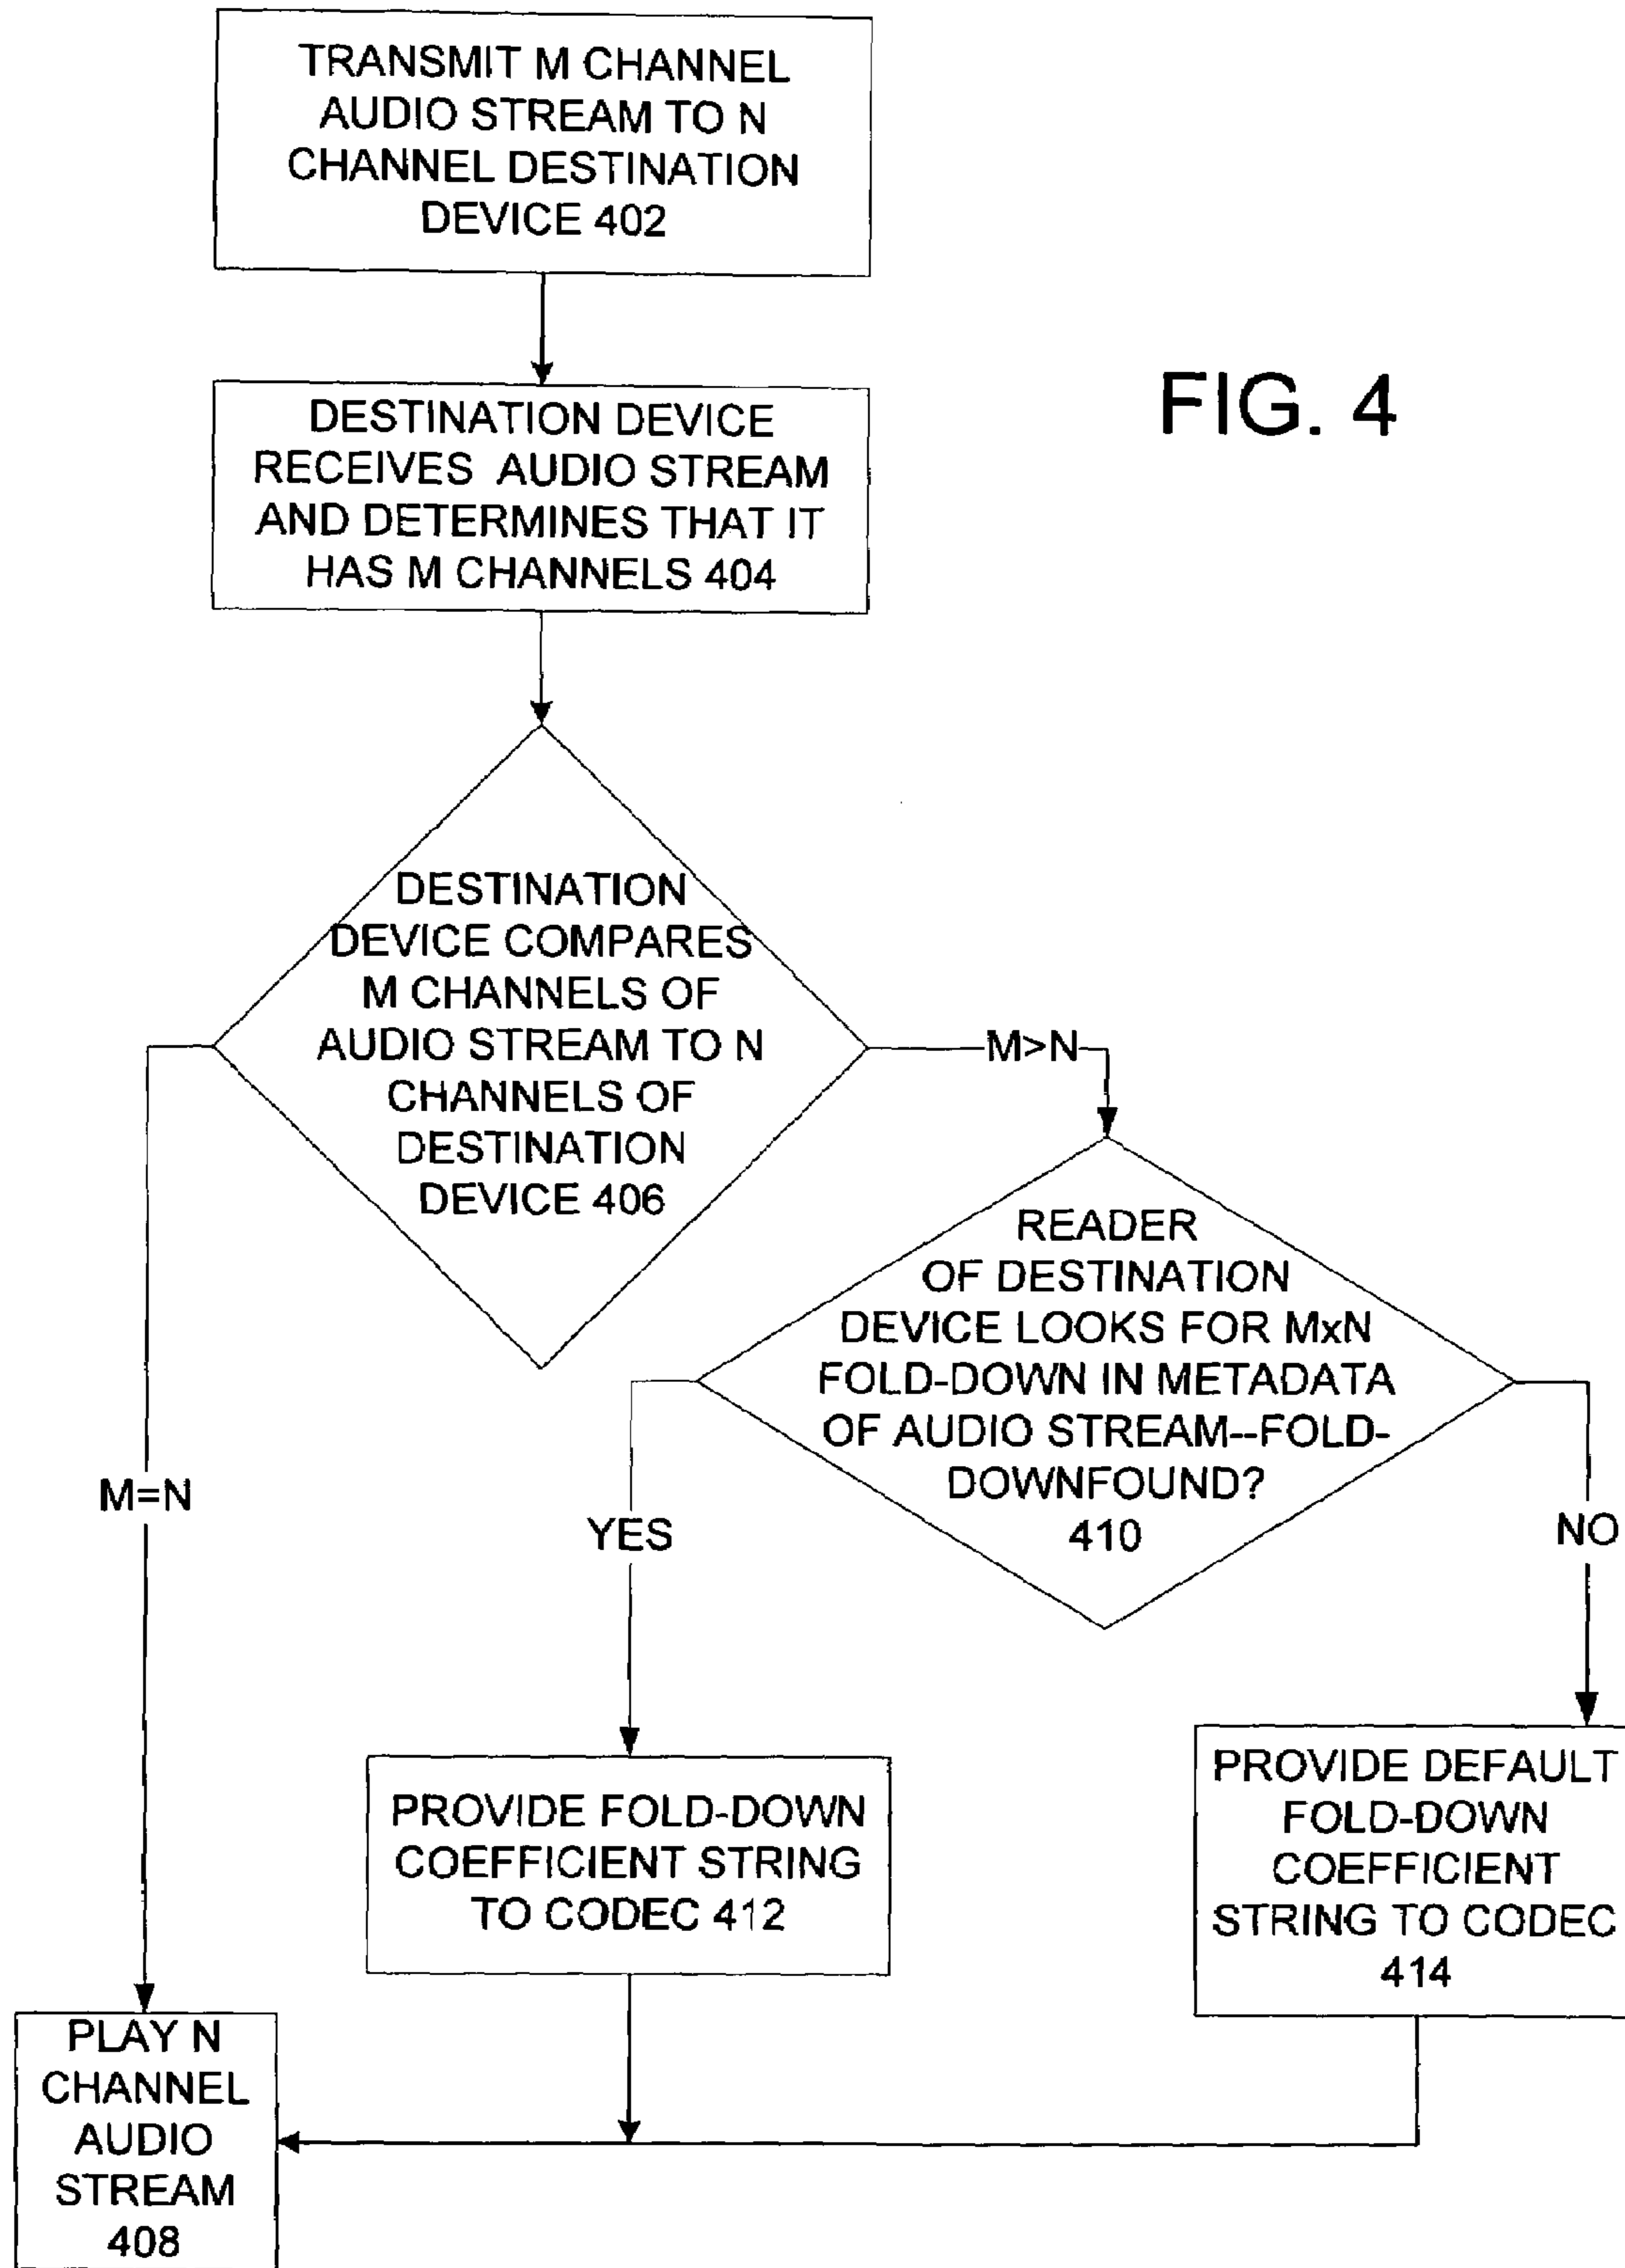 TRANSMIT M CHANNEL
AUDIO STREAM TO N
CHANNEL DESTINATION
DEVICE 402
FIG. 4
DESTINATION DEVICE
RECEIVES AUDIO STREAM
AND DETERMINES THAT IT
HAS M CHANNELS 404
DESTINATION
DEVICE COMPARES
M CHANNELS OF
AUDIO STREAM TO N
CHANNELS OF
DESTINATION
DEVICE 406
M>N
READER
OF DESTINATION
DEVICE LOOKS FOR MxN
FOLD-DOWN IN METADATA
OF AUDIO STREAM--FOLD-
DOWNFOUND?
410
M=N
YES
NO
PROVIDE FOLD-DOWN
COEFFICIENT STRING
TO CODEC 412
PROVIDE DEFAULT
FOLD-DOWN
COEFFICIENT
STRING TO CODEC
414
PLAY N
CHANNEL
AUDIO
STREAM
408